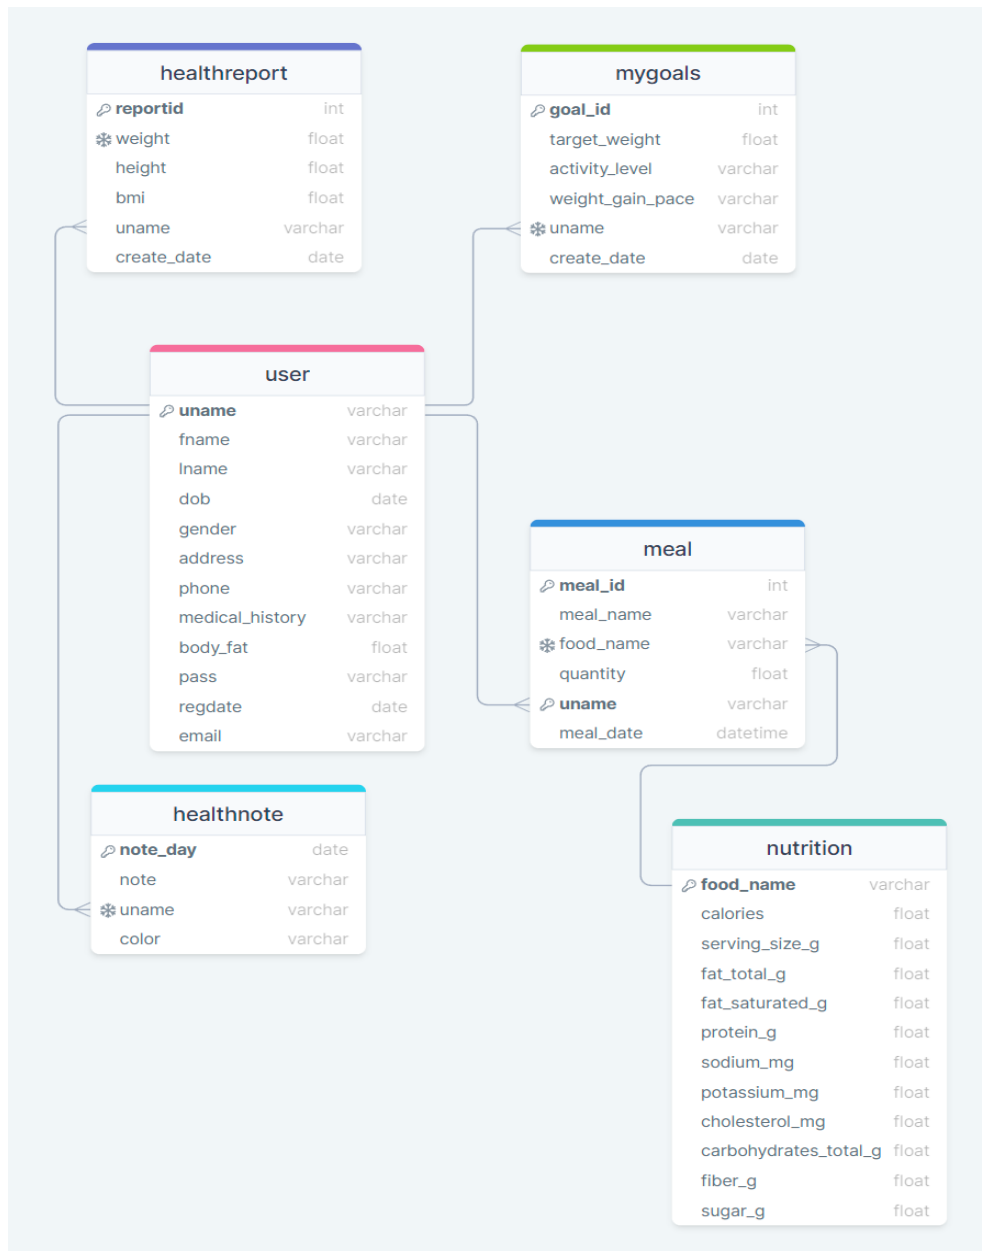 healthreport
reportid int
weight float
height float
bmi float
uname varchar
create_date date
mygoals
goal_id int
target_weight float
activity_level varchar
weight_gain_pace varchar
uname varchar
create_date date
user
uname varchar
fname varchar
lname varchar
dob date
gender varchar
address varchar
phone varchar
medical_history varchar
body_fat float
pass varchar
regdate date
email varchar
meal
meal_id int
meal_name varchar
food_name varchar
quantity float
uname varchar
meal_date datetime
healthnote
note_day date
note varchar
uname varchar
color varchar
nutrition
food_name varchar
calories float
serving_size_g float
fat_total_g float
fat_saturated_g float
protein_g float
sodium_mg float
potassium_mg float
cholesterol_mg float
carbohydrates_total_g float
fiber_g float
sugar_g float